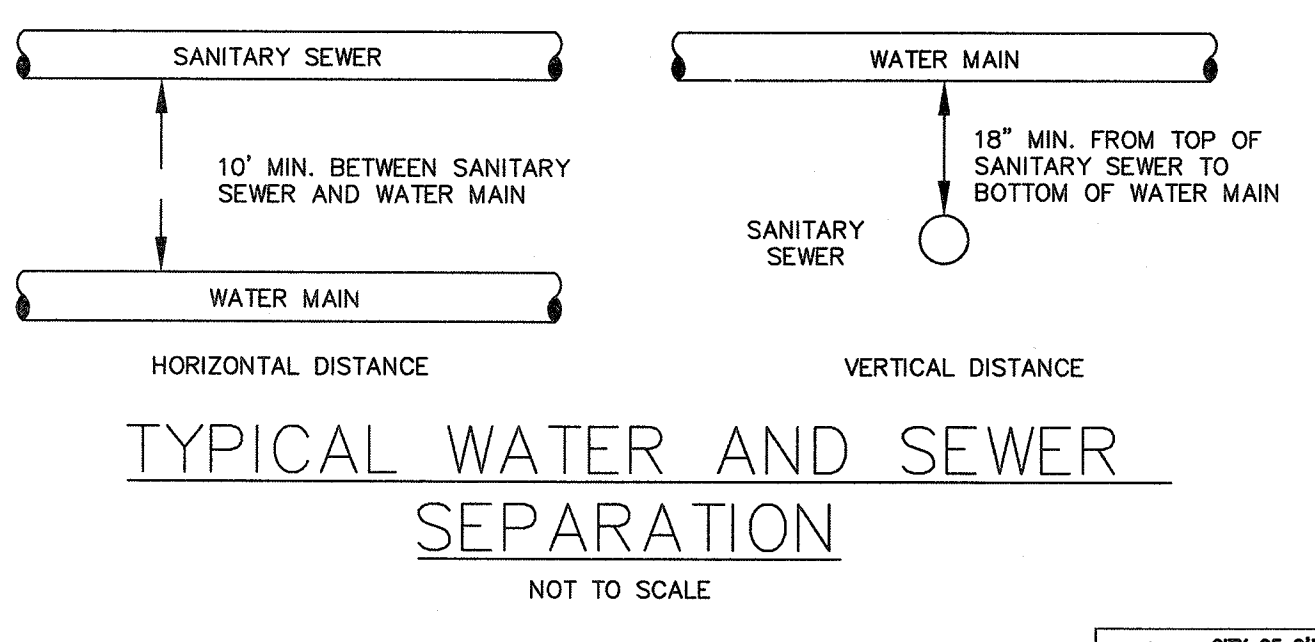 SANITARY SEWER
10' MIN. BETWEEN SANITARY
SEWER AND WATER MAIN
WATER MAIN
HORIZONTAL DISTANCE
WATER MAIN
18" MIN. FROM TOP OF
SANITARY SEWER TO
BOTTOM OF WATER MAIN
SANITARY
SEWER
VERTICAL DISTANCE
TYPICAL WATER AND SEWER
SEPARATION
NOT TO SCALE
CITY OF